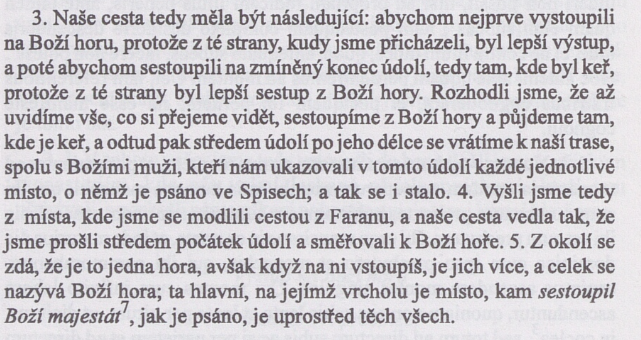 3. Naše cesta tedy měla být následující: abychom nejprve vystoupili
na Boží horu, protože z té strany, kudy jsme přicházeli, byl lepší výstup,
a poté abychom sestoupili na zmíněný konec údolí, tedy tam, kde byl keř,
protože z té strany byl lepší sestup z Boží hory. Rozhodli jsme, že až
uvidíme vše, co si přejeme vidět, sestoupíme z Boží hory a půjdeme tam,
kde je keř, a odtud pak středem údolí po jeho délce se vrátíme k naší trase,
spolu s Božími muži, kteří nám ukazovali v tomto údolí každé jednotlivé
místo, o němž je psáno ve Spisech; a tak se i stalo. 4. Vyšli jsme tedy
z místa, kde jsme se modlili cestou z Faranu, a naše cesta vedla tak, že
jsme prošli středem počátek údolí a směřovali k Boží hoře. 5. Z okolí se
zdá, že je to jedna hora, avšak když na ni vstoupíš, je jich více, a celek se
nazývá Boží hora; ta hlavní, na jejímž vrcholu je místo, kam sestoupil
Boží majestát7, jak je psáno, je uprostřed těch všech.